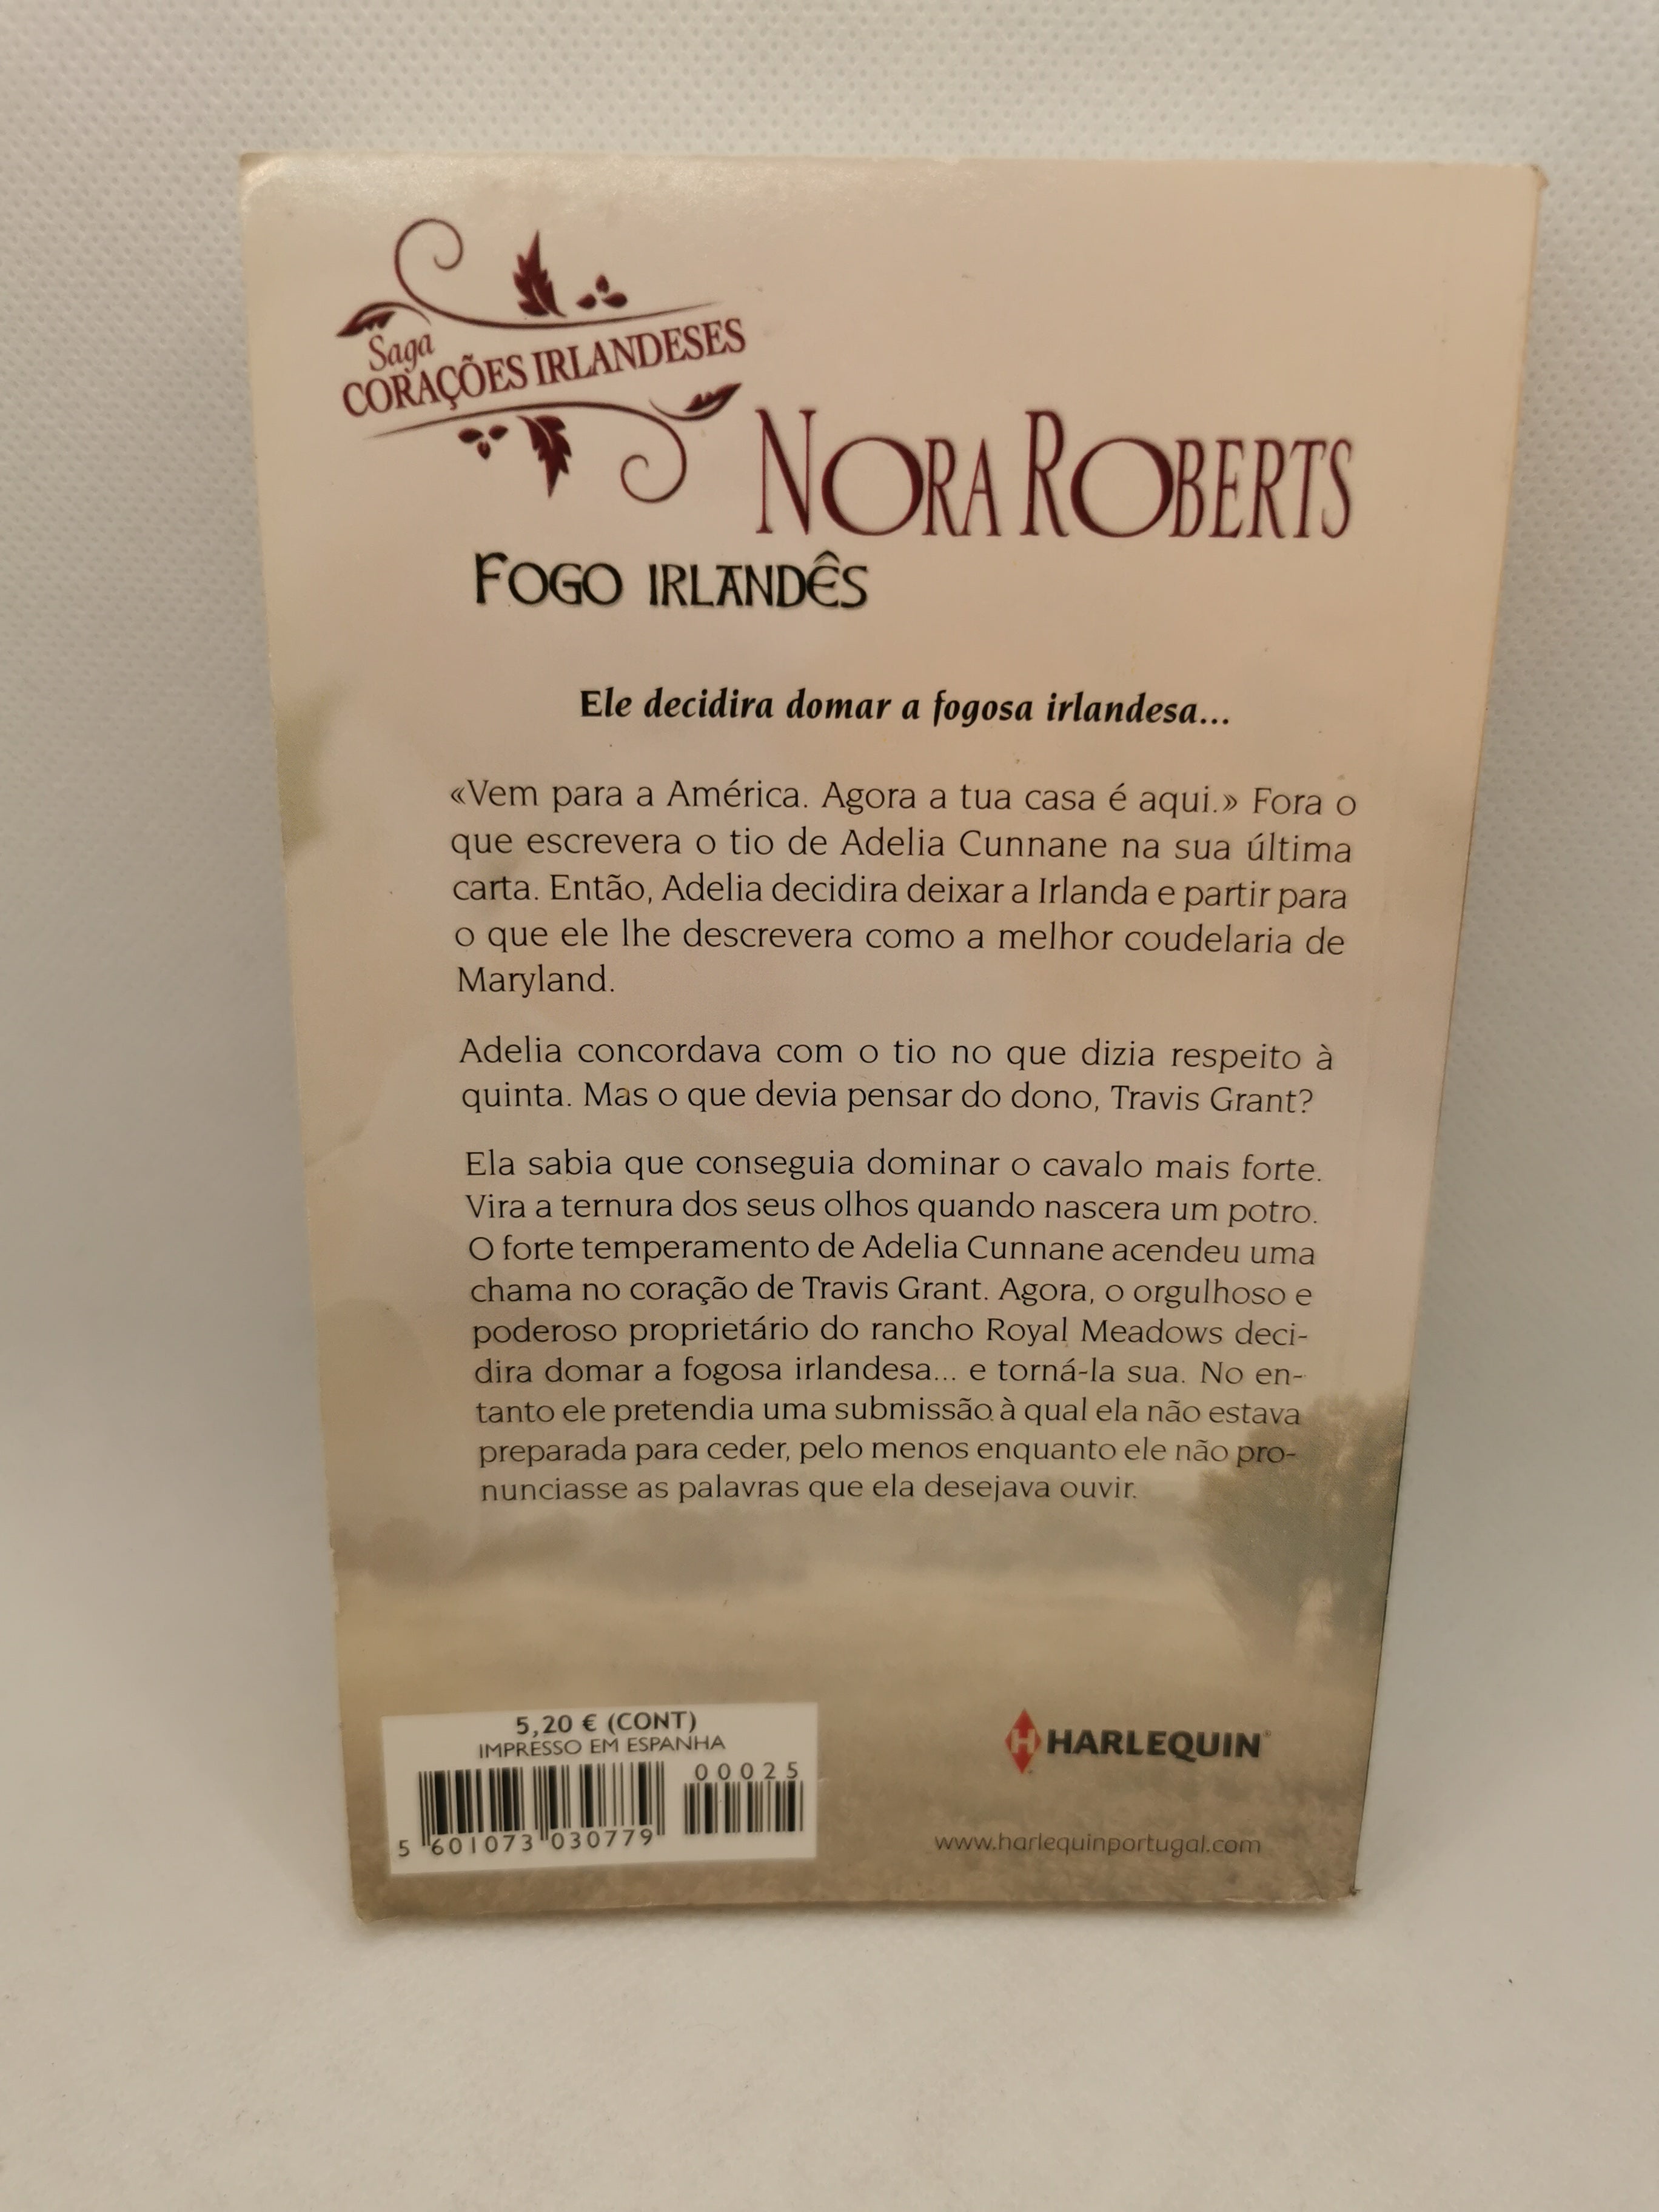 Saga
CORAÇÕES IRLANDESES
NORA ROBERTS
FOGO IRLANDÊS
Ele decidira domar a fogosa irlandesa...
«Vem para a América. Agora a tua casa é aqui.» Fora o
que escrevera o tio de Adelia Cunnane na sua última
carta. Então, Adelia decidira deixar a Irlanda e partir para
o que ele lhe descrevera como a melhor coudelaria de
Maryland.
Adelia concordava com o tio no que dizia respeito à
quinta. Mas o que devia pensar do dono, Travis Grant?
Ela sabia que conseguia dominar o cavalo mais forte.
Vira a ternura dos seus olhos quando nascera um potro.
O forte temperamento de Adelia Cunnane acendeu uma
chama no coração de Travis Grant. Agora, o orgulhoso e
poderoso proprietário do rancho Royal Meadows deci-
dira domar a fogosa irlandesa... e torná-la sua. No en-
tanto ele pretendia uma submissão à qual ela não estava
preparada para ceder, pelo menos enquanto ele não pro-
nunciasse as palavras que ela desejava ouvir.
5,20 € (CONT)
IMPRESSO EM ESPANHA
00025
5 601073 030779
H HARLEQUIN®
www.harlequinportugal.com